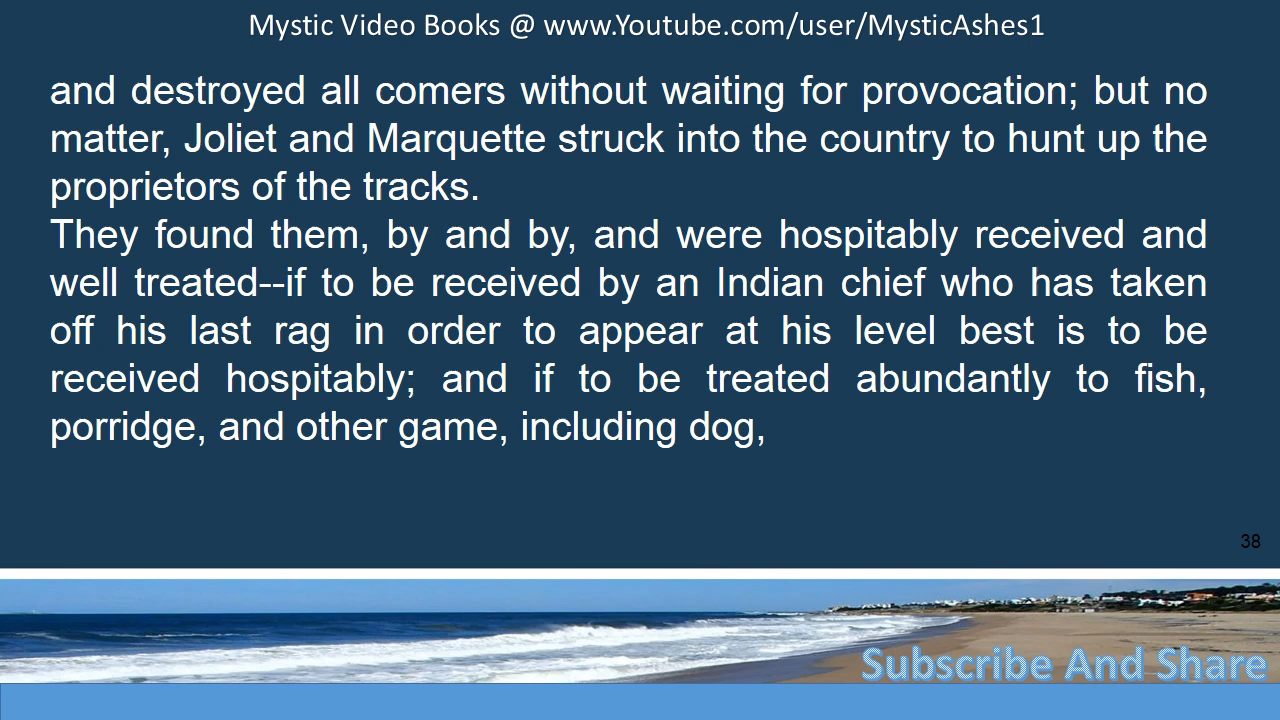 Mystic Video Books @ www.Youtube.com/user/MysticAshes1
and destroyed all comers without waiting for provocation; but no
matter, Joliet and Marquette struck into the country to hunt up the
proprietors of the tracks.
They found them, by and by, and were hospitably received and
well treated--if to be received by an Indian chief who has taken
off his last rag in order to appear at his level best is to be
received hospitably; and if to be treated abundantly to fish,
porridge, and other game, including dog,
38
Subscribe And Share